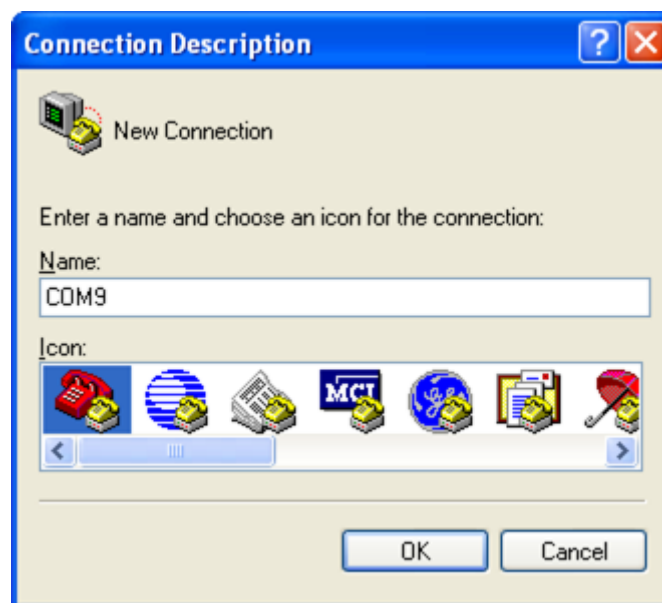 Connection Description
New Connection
Enter a name and choose an icon for the connection:
Name:
COM9
Icon:
MCI
OK Cancel